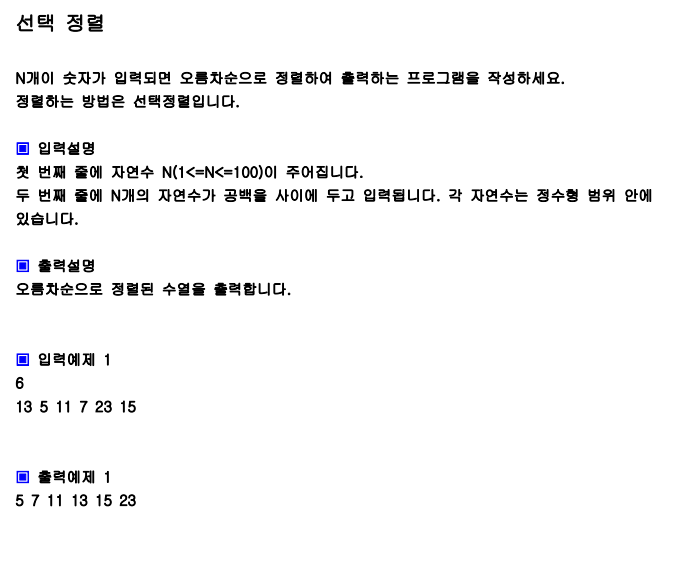 선택 정렬
N개이 숫자가 입력되면 오름차순으로 정렬하여 출력하는 프로그램을 작성하세요.
정렬하는 방법은 선택정렬입니다.
▣ 입력설명
첫 번째 줄에 자연수 N(1<=N<=100)이 주어집니다.
두 번째 줄에 N개의 자연수가 공백을 사이에 두고 입력됩니다. 각 자연수는 정수형 범위 안에
있습니다.
▣ 출력설명
오름차순으로 정렬된 수열을 출력합니다.
▣ 입력예제 1
6
13 5 11 7 23 15
▣ 출력예제 1
5 7 11 13 15 23